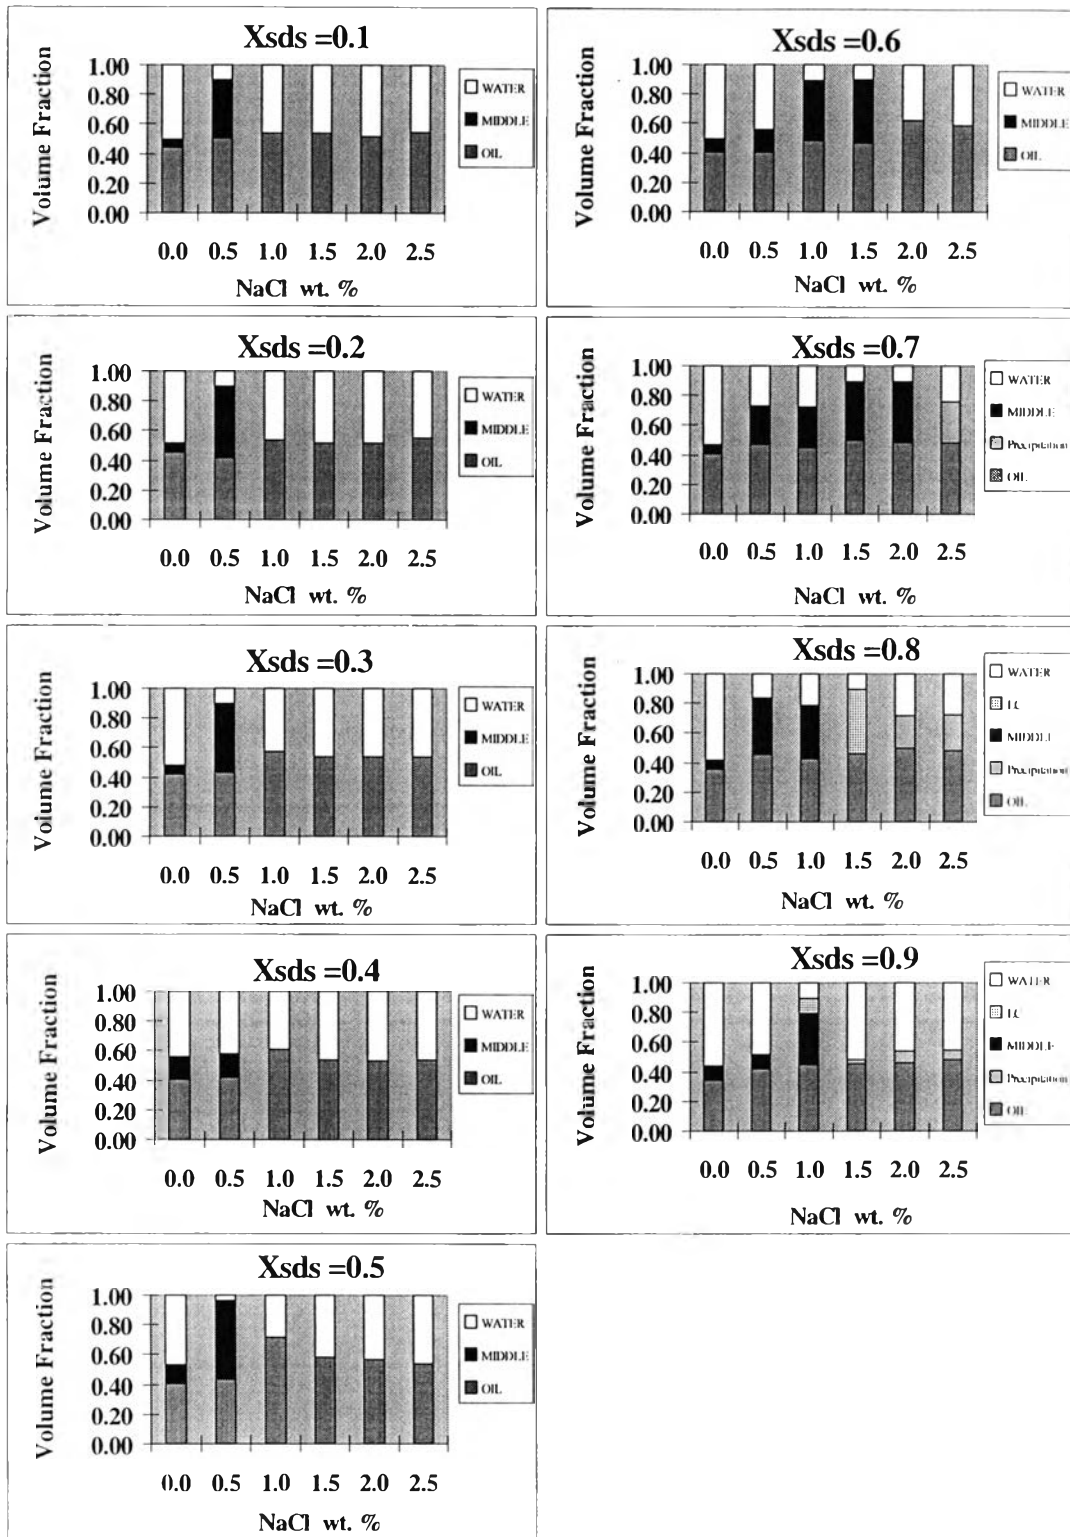 Xsds =0.1
Volume Fraction
1.00
0.80
0.60
0.40
0.20
0.00
0.0 0.5 1.0 1.5 2.0 2.5
NaCl wt. %
WATER
MIDDLE
OIL
Xsds =0.2
Volume Fraction
1.00
0.80
0.60
0.40
0.20
0.00
0.0 0.5 1.0 1.5 2.0 2.5
NaCl wt. %
WATER
MIDDLE
OIL
Xsds =0.3
Volume Fraction
1.00
0.80
0.60
0.40
0.20
0.00
0.0 0.5 1.0 1.5 2.0 2.5
NaCl wt. %
WATER
MIDDLE
OIL
Xsds =0.4
Volume Fraction
1.00
0.80
0.60
0.40
0.20
0.00
0.0 0.5 1.0 1.5 2.0 2.5
NaCl wt. %
WATER
MIDDLE
OIL
Xsds =0.5
Volume Fraction
1.00
0.80
0.60
0.40
0.20
0.00
0.0 0.5 1.0 1.5 2.0 2.5
NaCl wt. %
WATER
MIDDLE
OIL
Xsds =0.6
Volume Fraction
1.00
0.80
0.60
0.40
0.20
0.00
0.0 0.5 1.0 1.5 2.0 2.5
NaCl wt. %
WATER
MIDDLE
OIL
Xsds =0.7
Volume Fraction
1.00
0.80
0.60
0.40
0.20
0.00
0.0 0.5 1.0 1.5 2.0 2.5
NaCl wt. %
WATER
MIDDLE
Precipitation
OIL
Xsds =0.8
Volume Fraction
1.00
0.80
0.60
0.40
0.20
0.00
0.0 0.5 1.0 1.5 2.0 2.5
NaCl wt. %
WATER
LC
MIDDLE
Precipitation
OIL
Xsds =0.9
Volume Fraction
1.00
0.80
0.60
0.40
0.20
0.00
0.0 0.5 1.0 1.5 2.0 2.5
NaCl wt. %
WATER
LC
MIDDLE
Precipitation
OIL